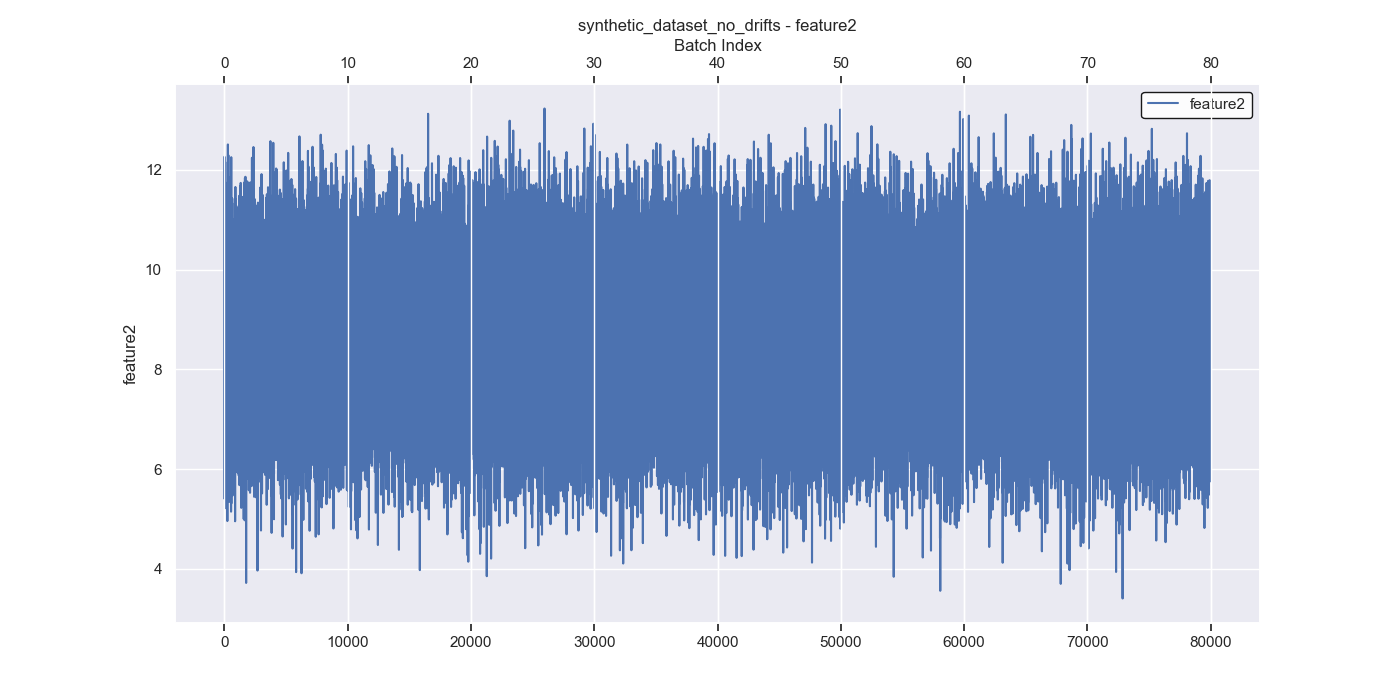 synthetic_dataset_no_drifts - feature2
Batch Index
0 10 20 30 40 50 60 70 80
feature2
12
10
8
6
4
feature2
0 10000 20000 30000 40000 50000 60000 70000 80000